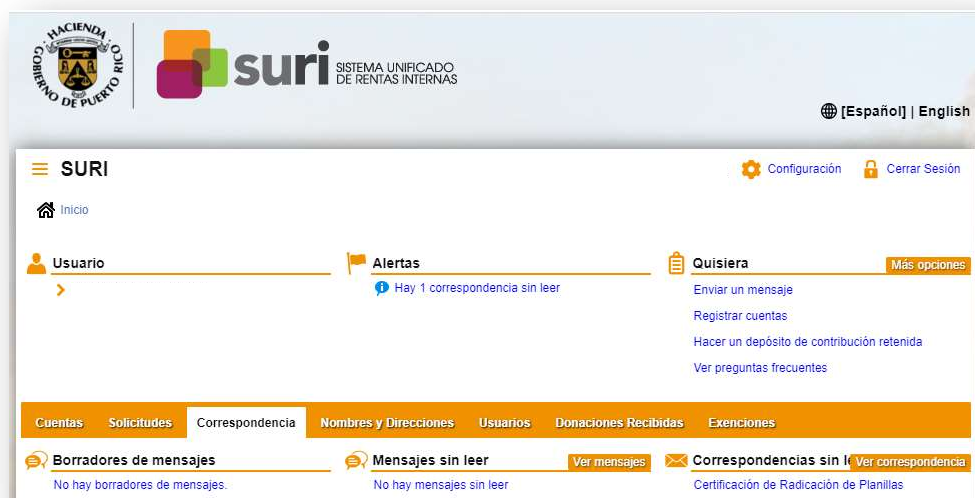 HACIENDA
GOBIERNO DE PUERTO RICO
suri SISTEMA UNIFICADO
DE RENTAS INTERNAS
[Español] | English
SURI
Configuración
Cerrar Sesión
Inicio
Usuario
Alertas
Hay 1 correspondencia sin leer
Quisiera
Más opciones
Enviar un mensaje
Registrar cuentas
Hacer un depósito de contribución retenida
Ver preguntas frecuentes
Cuentas Solicitudes Correspondencia Nombres y Direcciones Usuarios Donaciones Recibidas Exenciones
Borradores de mensajes
No hay borradores de mensajes.
Mensajes sin leer
Ver mensajes
No hay mensajes sin leer
Correspondencias sin
Ver correspondencia
Certificación de Radicación de Planillas